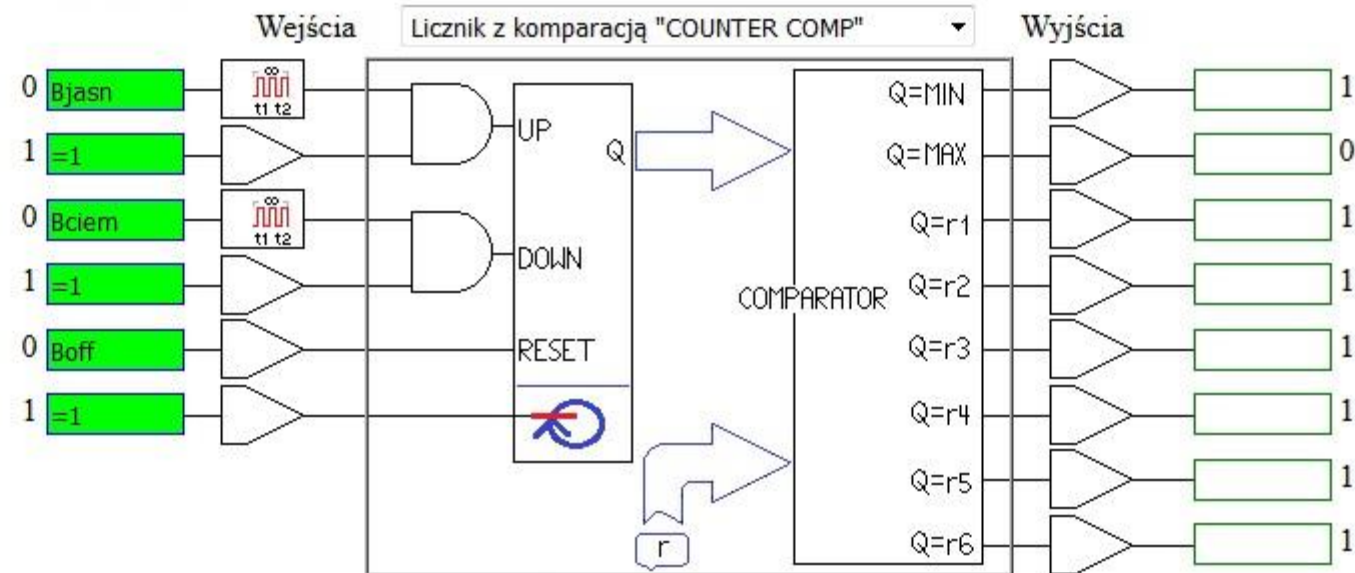 Wejścia Licznik z komparacją "COUNTER COMP" Wyjścia
0 Bjasn ∞ t1 t2 UP Q Q=MIN 1
1 =1 Q=MAX 0
0 Bciem ∞ t1 t2 DOWN Q=r1 1
1 =1 COMPARATOR Q=r2 1
0 Boff RESET Q=r3 1
1 =1 Q=r4 1
Q=r5 1
r Q=r6 1